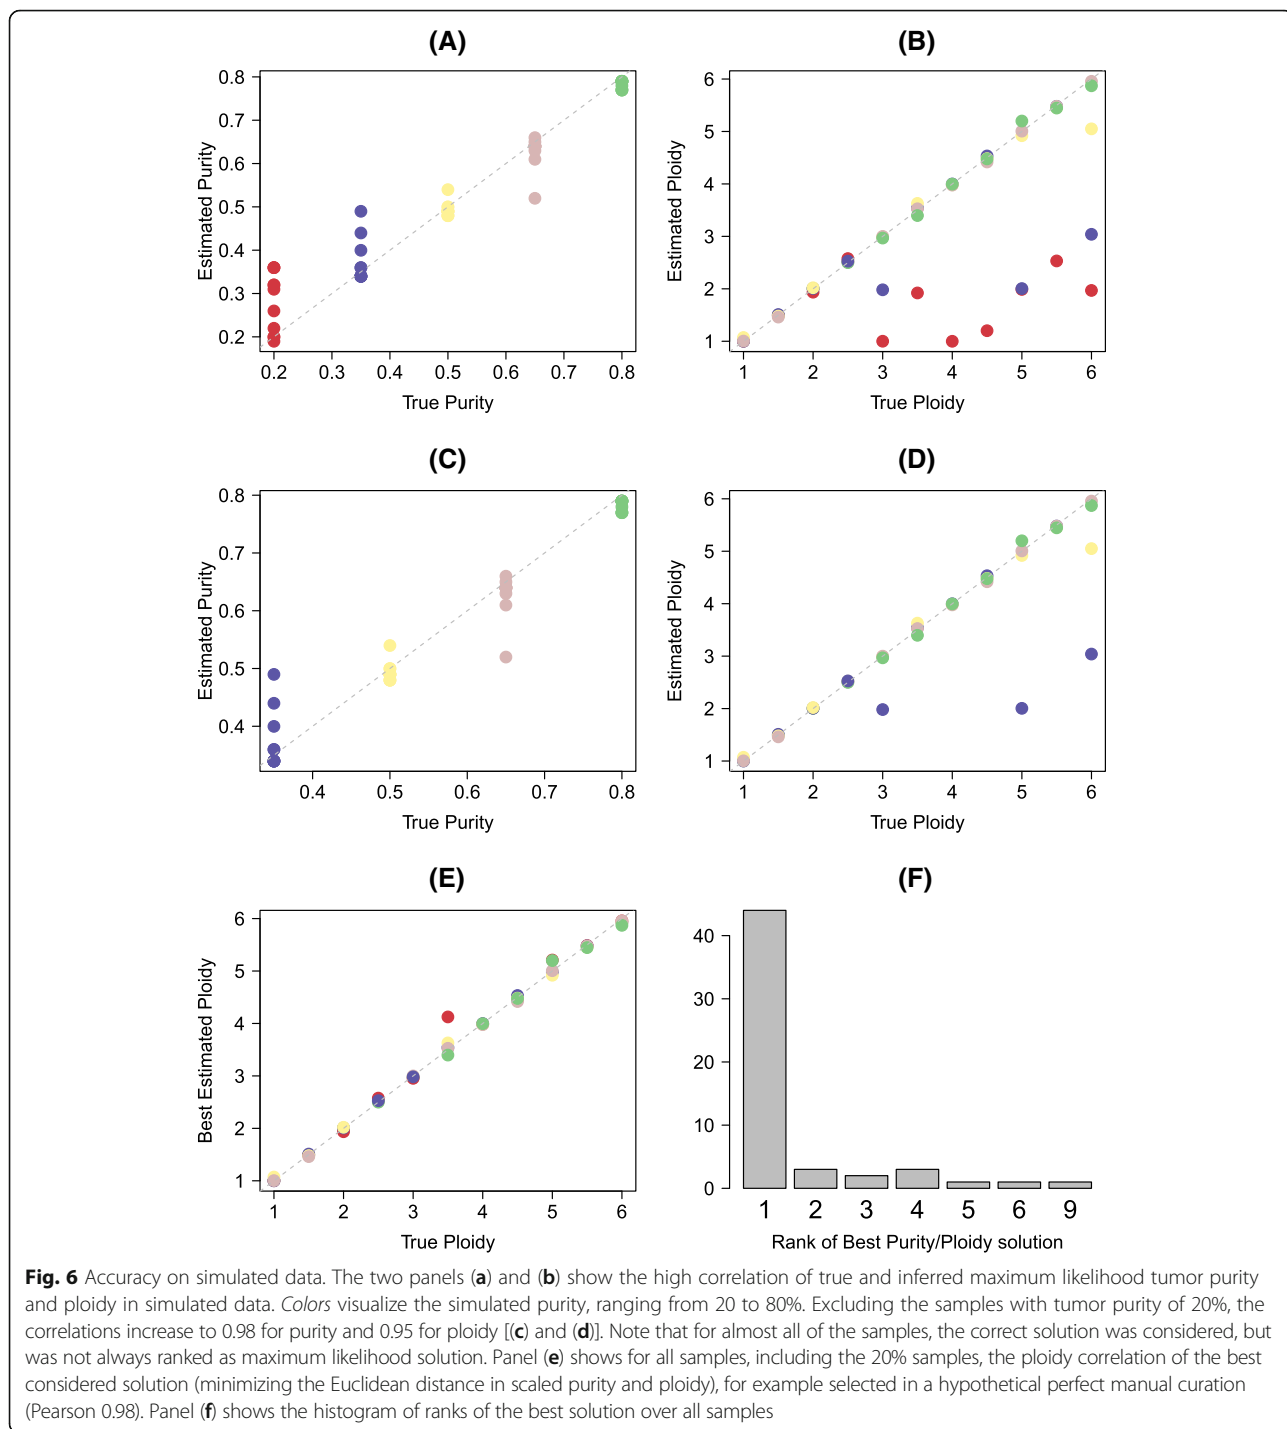 (A)
(B)
0.8
0.7
0.6
0.5
0.4
0.3
0.2
Estimated Purity
0.2 0.3 0.4 0.5 0.6 0.7 0.8
True Purity
6
5
4
3
2
1
Estimated Ploidy
1 2 3 4 5 6
True Ploidy
(C)
(D)
0.8
0.7
0.6
0.5
0.4
Estimated Purity
0.4 0.5 0.6 0.7 0.8
True Purity
6
5
4
3
2
1
Estimated Ploidy
1 2 3 4 5 6
True Ploidy
(E)
(F)
6
5
4
3
2
1
Best Estimated Ploidy
1 2 3 4 5 6
True Ploidy
40
30
20
10
0
1 2 3 4 5 6 9
Rank of Best Purity/Ploidy solution
Fig. 6 Accuracy on simulated data. The two panels (a) and (b) show the high correlation of true and inferred maximum likelihood tumor purity
and ploidy in simulated data. Colors visualize the simulated purity, ranging from 20 to 80%. Excluding the samples with tumor purity of 20%, the
correlations increase to 0.98 for purity and 0.95 for ploidy [(c) and (d)]. Note that for almost all of the samples, the correct solution was considered, but
was not always ranked as maximum likelihood solution. Panel (e) shows for all samples, including the 20% samples, the ploidy correlation of the best
considered solution (minimizing the Euclidean distance in scaled purity and ploidy), for example selected in a hypothetical perfect manual curation
(Pearson 0.98). Panel (f) shows the histogram of ranks of the best solution over all samples